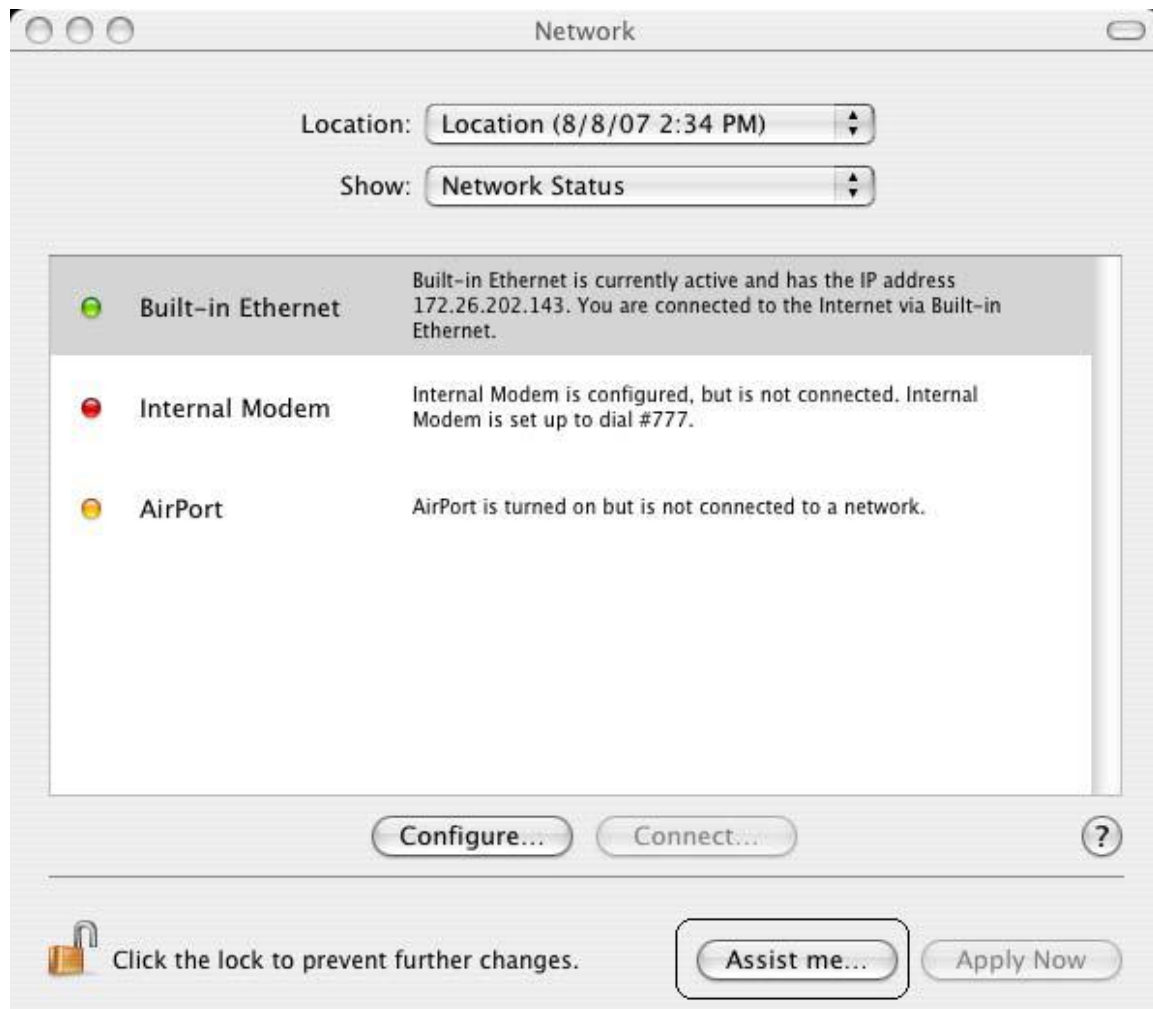 Network
Location: Location (8/8/07 2:34 PM)
Show: Network Status
Built-in Ethernet
Built-in Ethernet is currently active and has the IP address
172.26.202.143. You are connected to the Internet via Built-in
Ethernet.
Internal Modem
Internal Modem is configured, but is not connected. Internal
Modem is set up to dial #777.
AirPort
AirPort is turned on but is not connected to a network.
Configure... Connect... ?
Click the lock to prevent further changes. Assist me... Apply Now